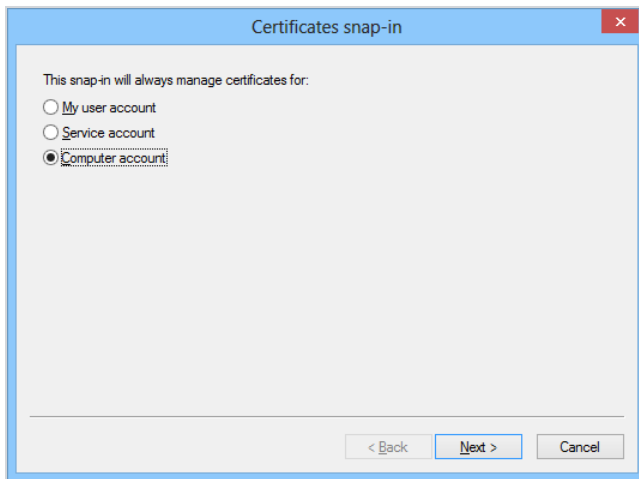 Certificates snap-in
This snap-in will always manage certificates for:
My user account
Service account
Computer account
< Back Next > Cancel